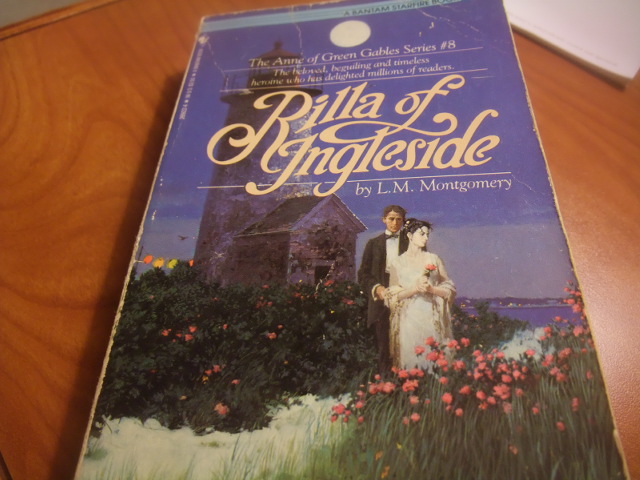 A BANTAM STARFIRE
The Anne of Green Gables Series #8
The beloved, beguiling and timeless
heroine who has delighted millions of readers.
Rilla of
Ingleside
by L.M. Montgomery